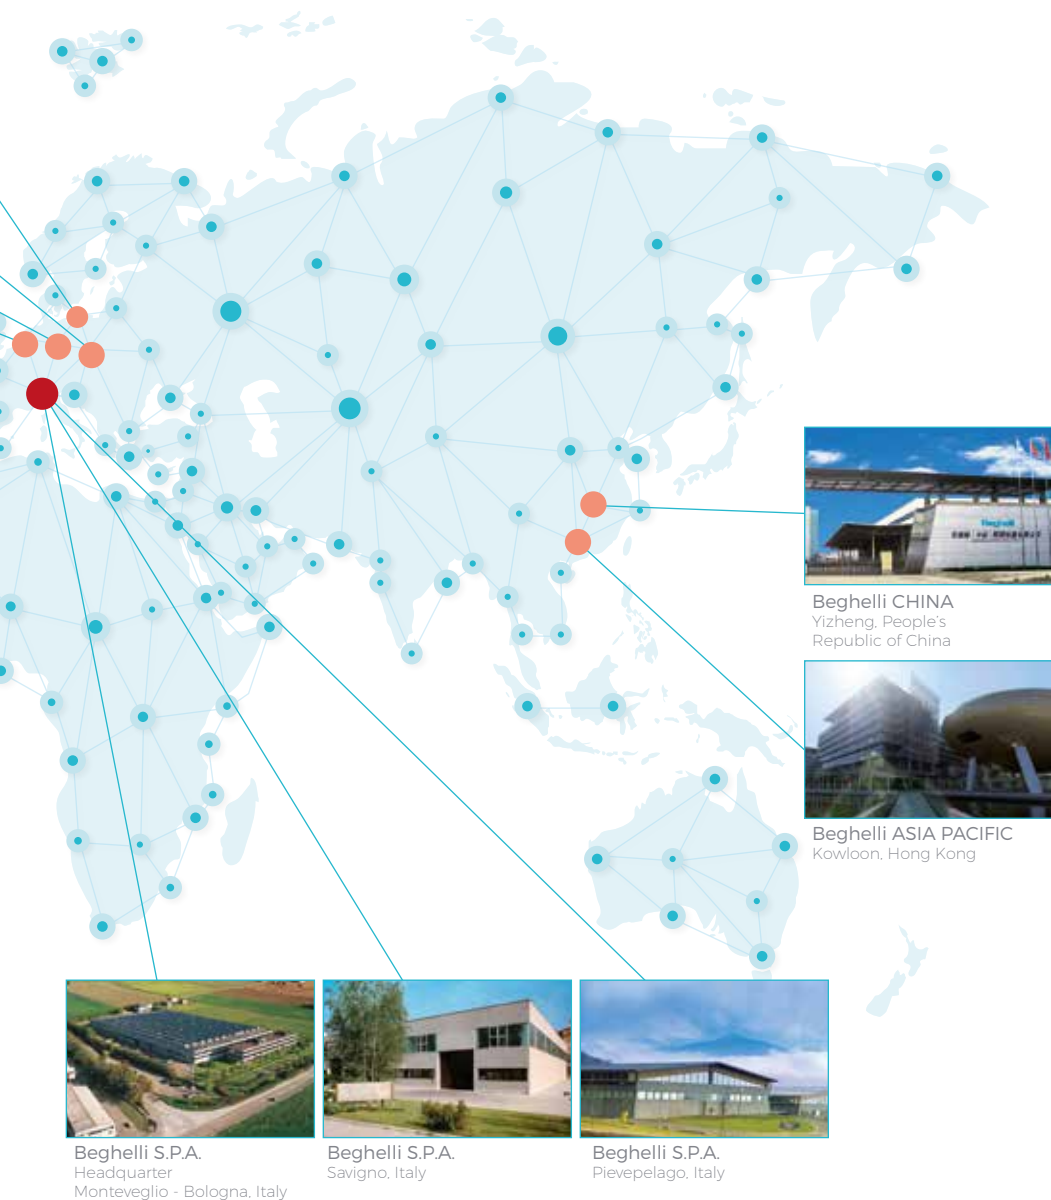 Beghelli
Beghelli CHINA
Yizheng, People's
Republic of China
Beghelli ASIA PACIFIC
Kowloon, Hong Kong
Beghelli S.P.A.
Headquarter
Monteveglio - Bologna, Italy
Beghelli S.P.A.
Savigno, Italy
Beghelli S.P.A.
Pievepelago, Italy